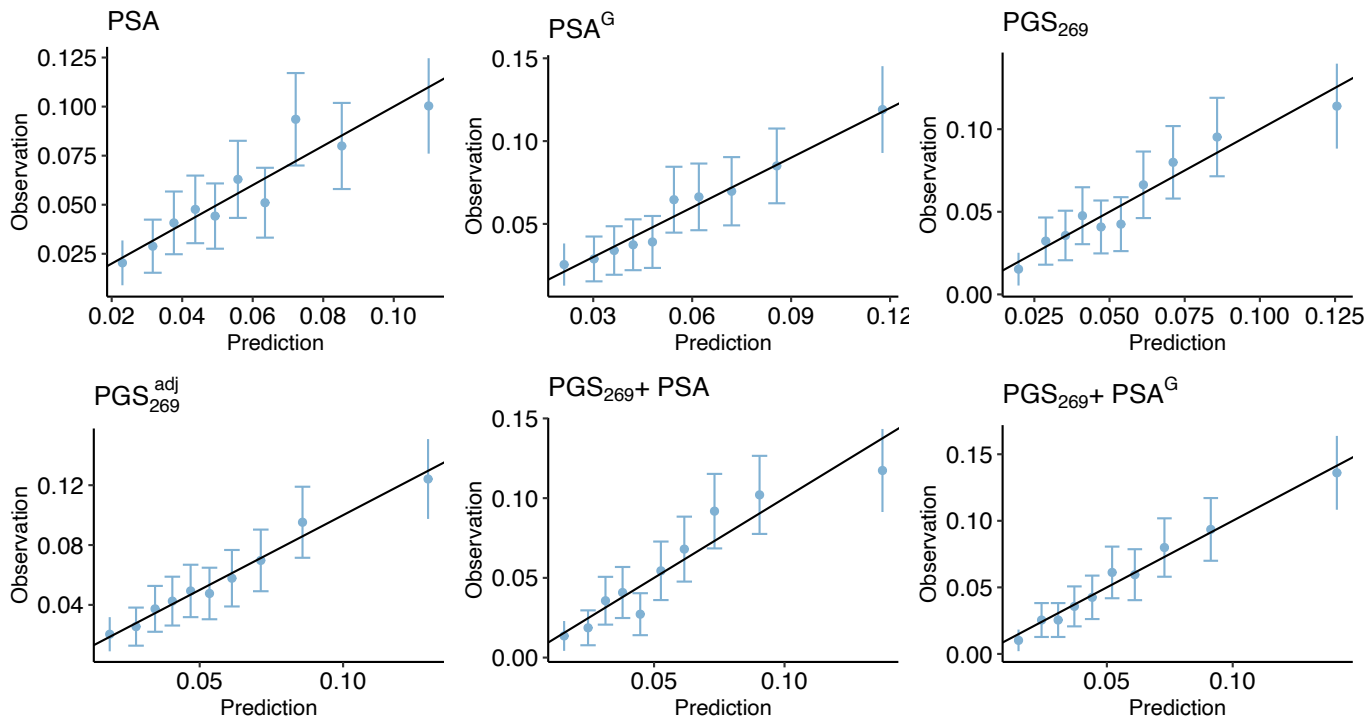 PSA
0.125
0.100
0.075
0.050
0.025
Observation
0.02 0.04 0.06 0.08 0.10
Prediction
PSA^G
0.15
0.10
0.05
Observation
0.03 0.06 0.09 0.12
Prediction
PGS₂₆₉
0.10
0.05
0.00
Observation
0.025 0.050 0.075 0.100 0.125
Prediction
PGS₂₆₉^adj
0.12
0.08
0.04
Observation
0.05 0.10
Prediction
PGS₂₆₉+ PSA
0.15
0.10
0.05
0.00
Observation
0.05 0.10
Prediction
PGS₂₆₉+ PSA^G
0.15
0.10
0.05
0.00
Observation
0.05 0.10
Prediction